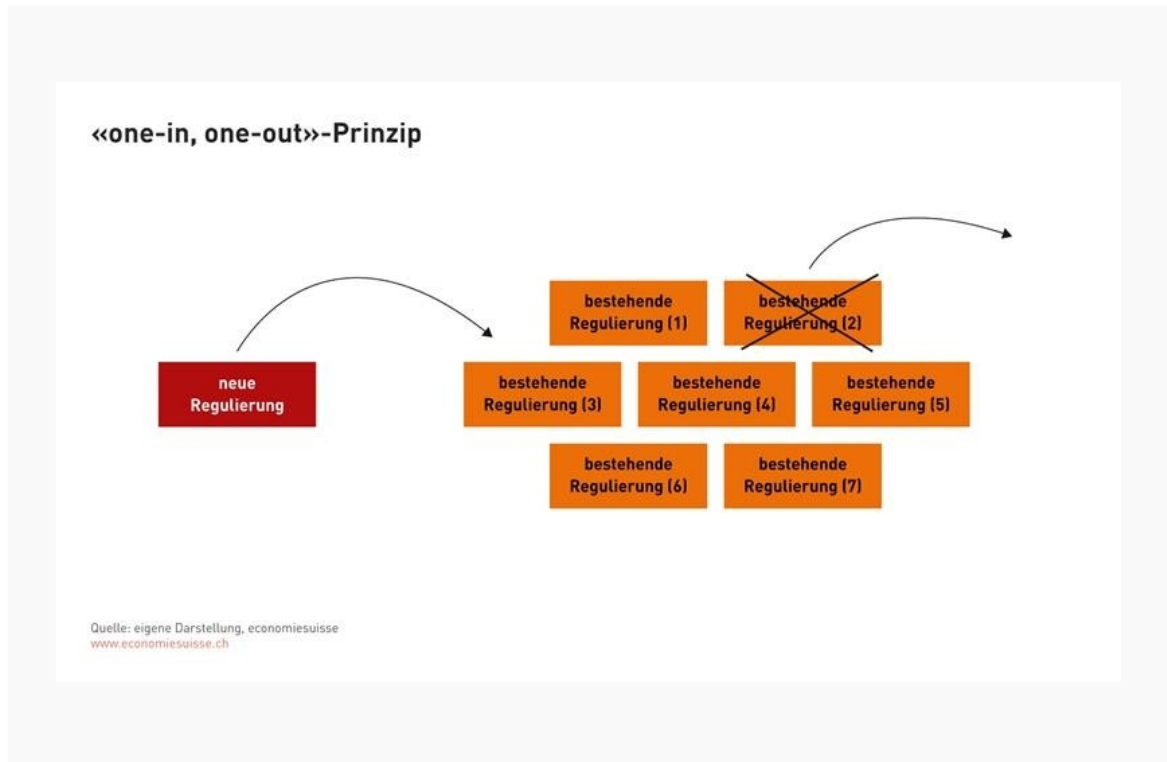 «one-in, one-out»-Prinzip
bestehende
Regulierung (1)
bestehende
Regulierung (2)
neue
Regulierung
bestehende
Regulierung (3)
bestehende
Regulierung (4)
bestehende
Regulierung (5)
bestehende
Regulierung (6)
bestehende
Regulierung (7)
Quelle: eigene Darstellung, economiesuisse
www.economiesuisse.ch